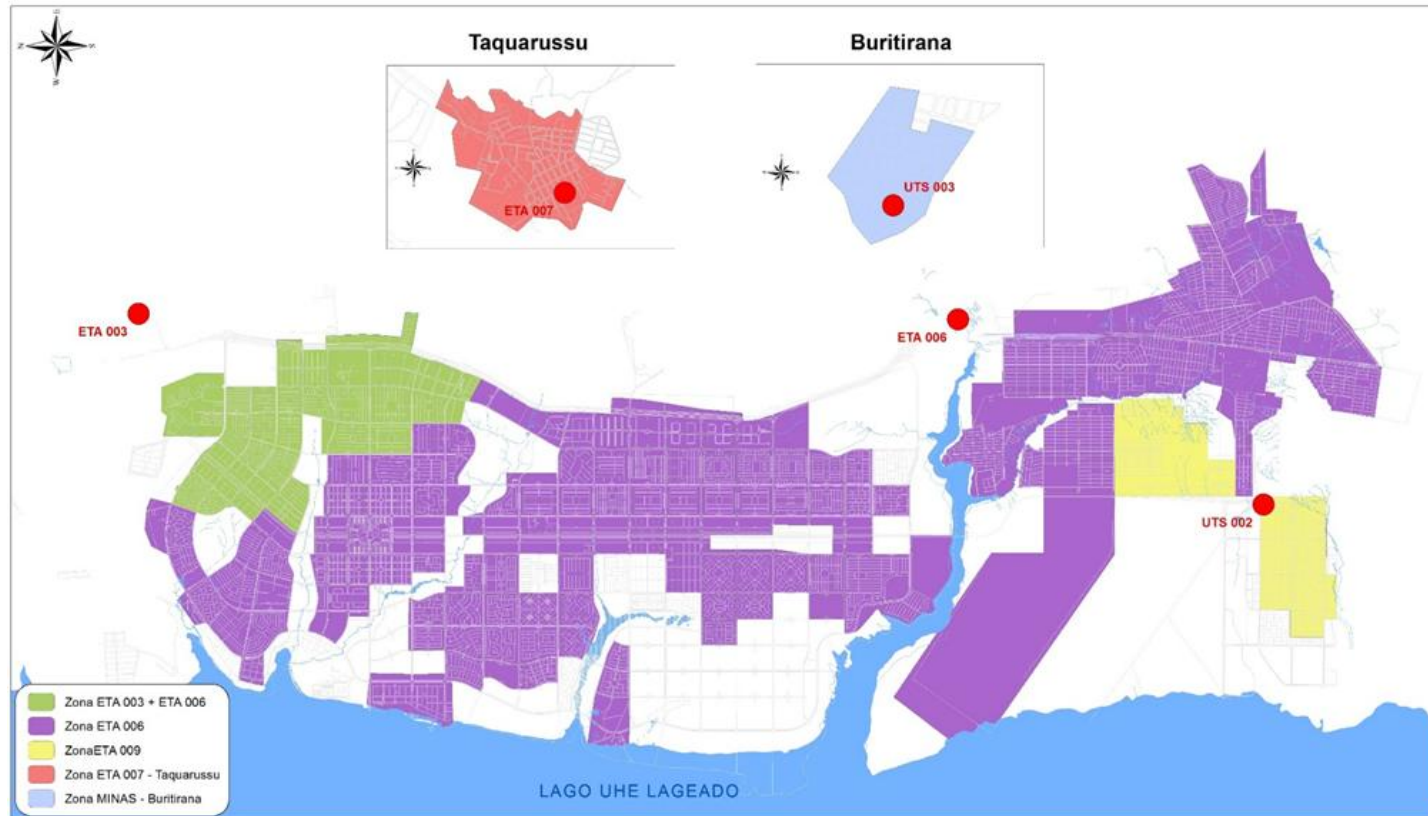 Taquarussu
Buritirana
ETA 007
UTS 003
ETA 003
ETA 006
UTS 002
Zona ETA 003 + ETA 006
Zona ETA 006
ZonaETA 009
Zona ETA 007 - Taquarussu
Zona MINAS - Buritirana
LAGO UHE LAGEADO